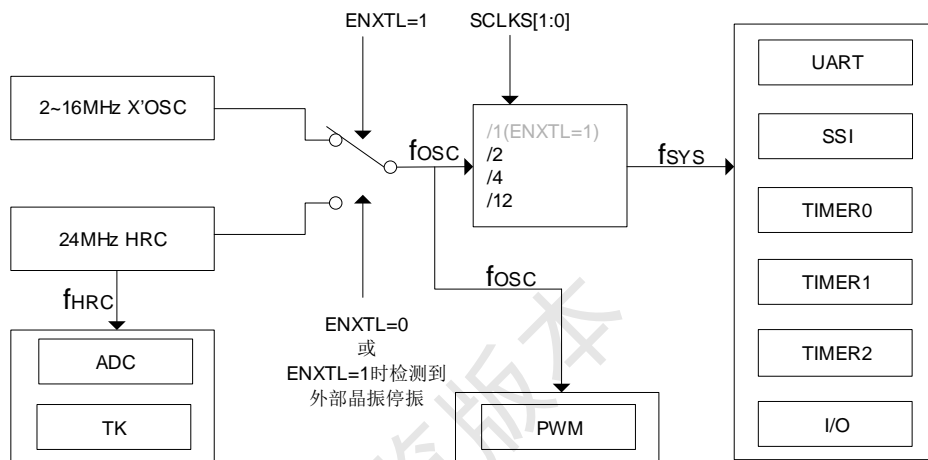 ENXTL=1
SCLKS[1:0]
2~16MHz X'OSC
24MHz HRC
fHRC
ADC
TK
fOSC
/1(ENXTL=1)
/2
/4
/12
fSYS
fOSC
ENXTL=0
或
ENXTL=1时检测到
外部晶振停振
PWM
UART
SSI
TIMER0
TIMER1
TIMER2
I/O
版本